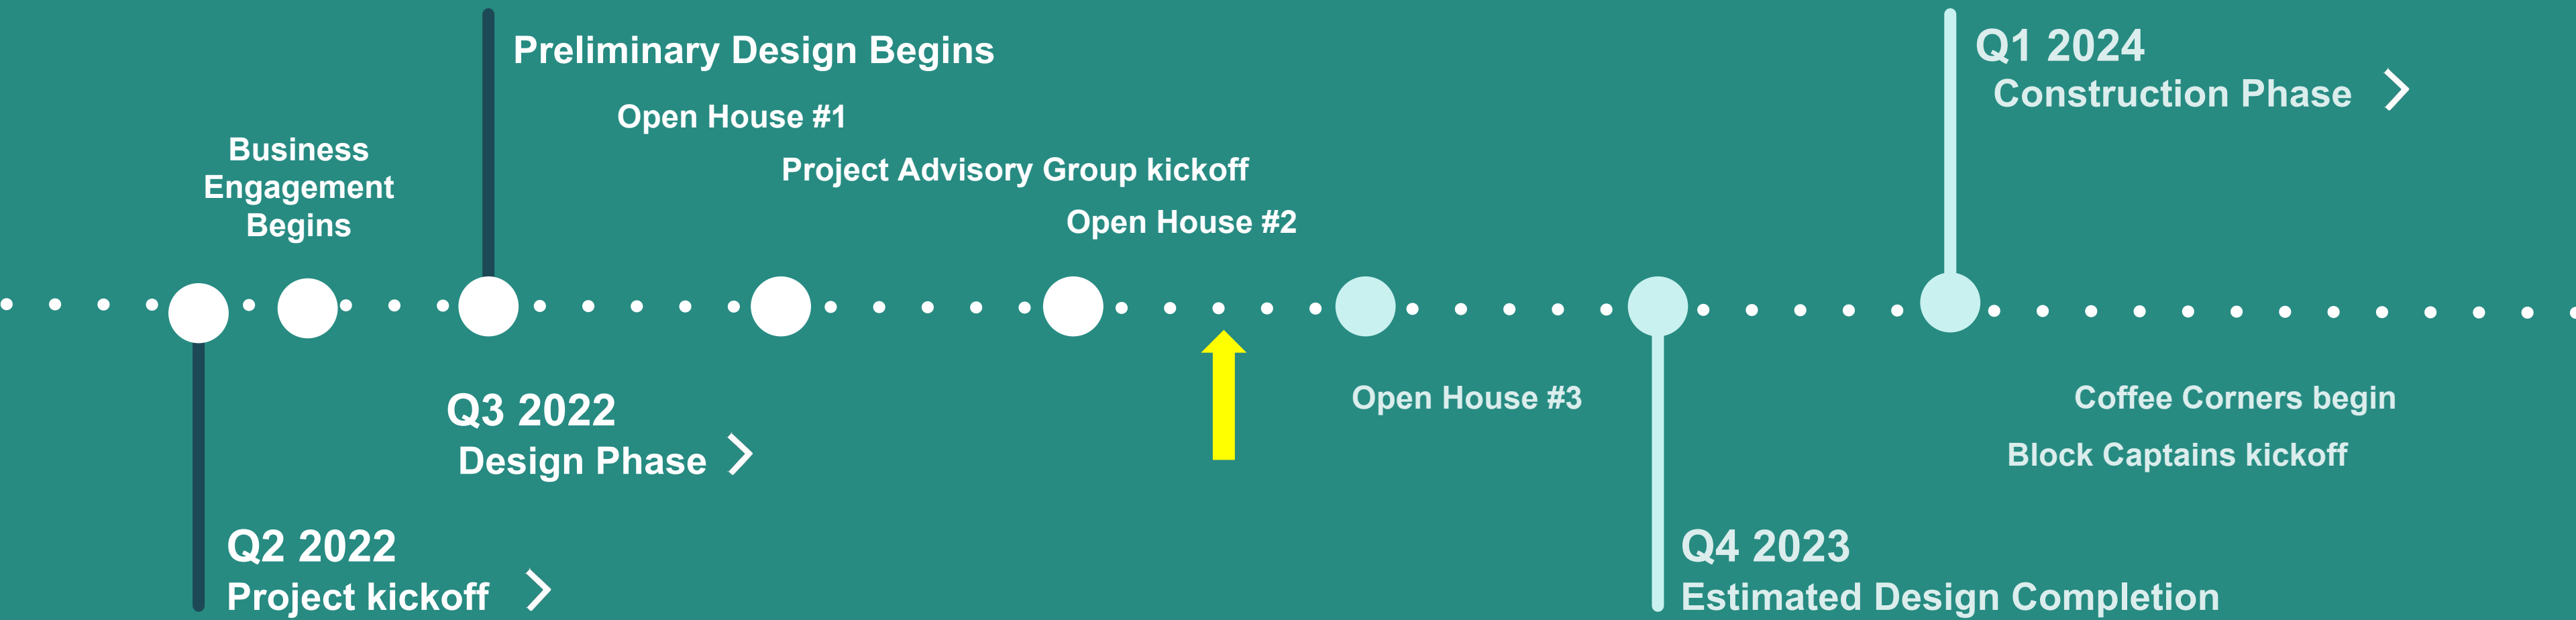 Preliminary Design Begins
Open House #1
Project Advisory Group kickoff
Open House #2
Business
Engagement
Begins
Q1 2024
Construction Phase
Q3 2022
Design Phase
Q2 2022
Project kickoff
Open House #3
Q4 2023
Estimated Design Completion
Coffee Corners begin
Block Captains kickoff